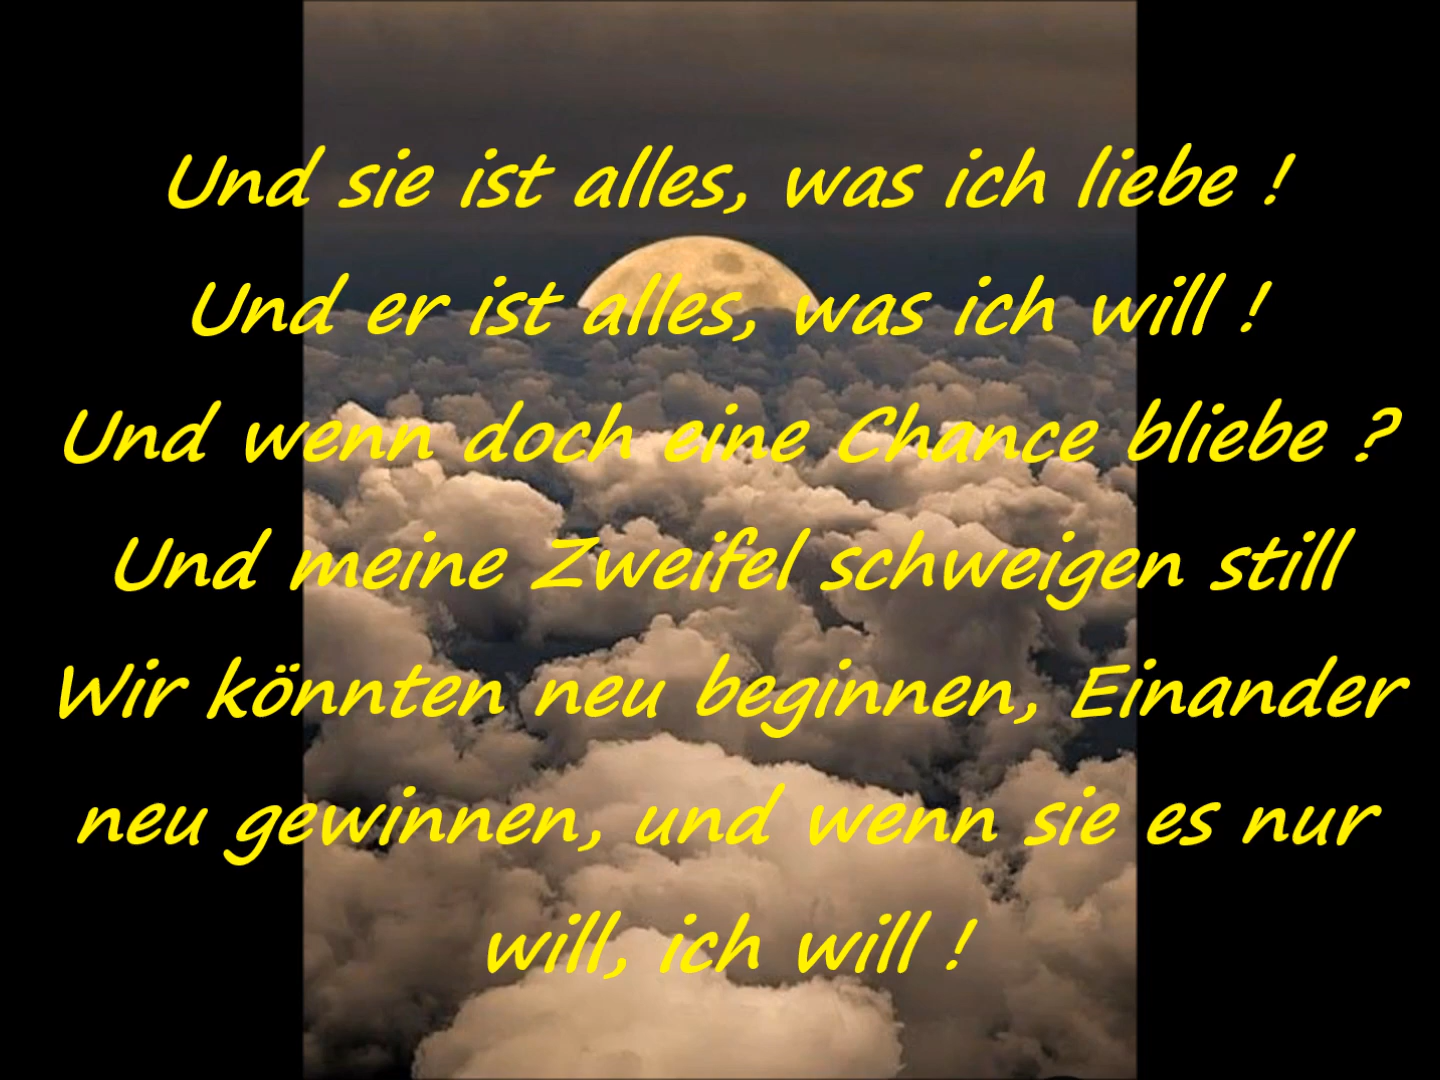 Und sie ist alles, was ich liebe !
Und er ist alles, was ich will !
Und wenn doch eine Chance bliebe ?
Und meine Zweifel schweigen still
Wir könnten neu beginnen, Einander
neu gewinnen, und wenn sie es nur
will, ich will !